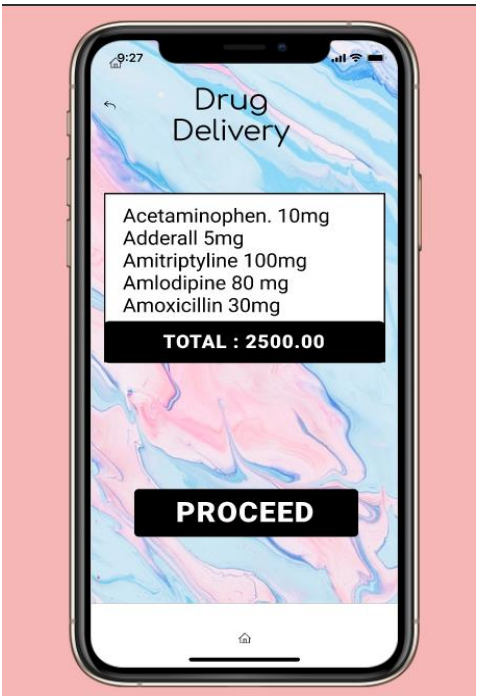 9:27
Drug
Delivery
Acetaminophen. 10mg
Adderall 5mg
Amitriptyline 100mg
Amlodipine 80 mg
Amoxicillin 30mg
TOTAL : 2500.00
PROCEED